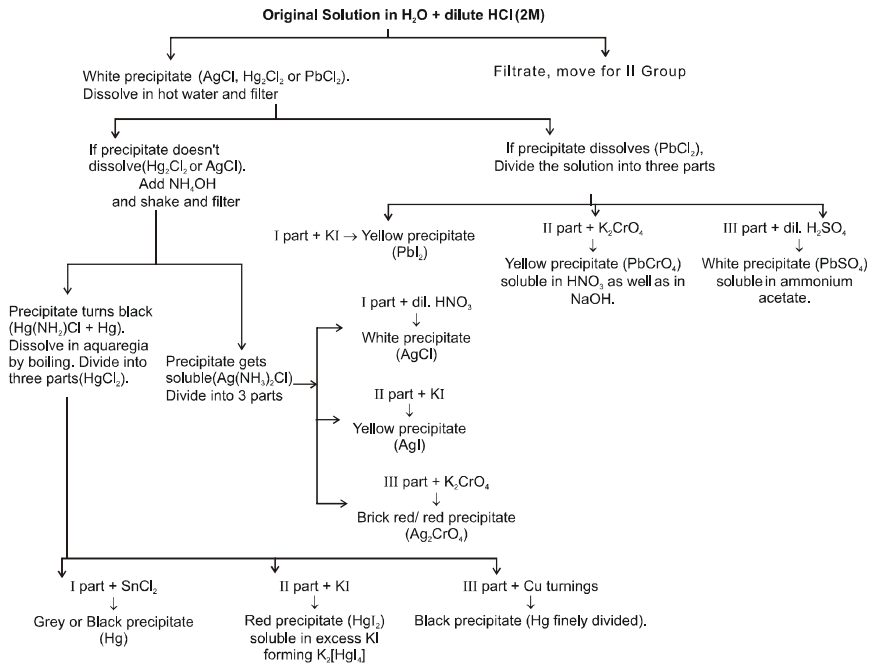 Original Solution in H₂O + dilute HCl (2M)
White precipitate (AgCl, Hg₂Cl₂ or PbCl₂).
Dissolve in hot water and filter
Filtrate, move for II Group
If precipitate doesn't
dissolve(Hg₂Cl₂ or AgCl).
Add NH₄OH
and shake and filter
If precipitate dissolves (PbCl₂),
Divide the solution into three parts
I part + KI → Yellow precipitate
(PbI₂)
II part + K₂CrO₄
↓
Yellow precipitate (PbCrO₄)
soluble in HNO₃ as well as in
NaOH.
III part + dil. H₂SO₄
↓
White precipitate (PbSO₄)
soluble in ammonium
acetate.
Precipitate turns black
(Hg(NH₂)Cl + Hg).
Dissolve in aquaregia
by boiling. Divide into
three parts(HgCl₂).
Precipitate gets
soluble(Ag(NH₃)₂Cl)
Divide into 3 parts
I part + dil. HNO₃
↓
White precipitate
(AgCl)
II part + KI
↓
Yellow precipitate
(AgI)
III part + K₂CrO₄
↓
Brick red/ red precipitate
(Ag₂CrO₄)
I part + SnCl₂
↓
Grey or Black precipitate
(Hg)
II part + KI
↓
Red precipitate (HgI₂)
soluble in excess KI
forming K₂[HgI₄]
III part + Cu turnings
↓
Black precipitate (Hg finely divided).